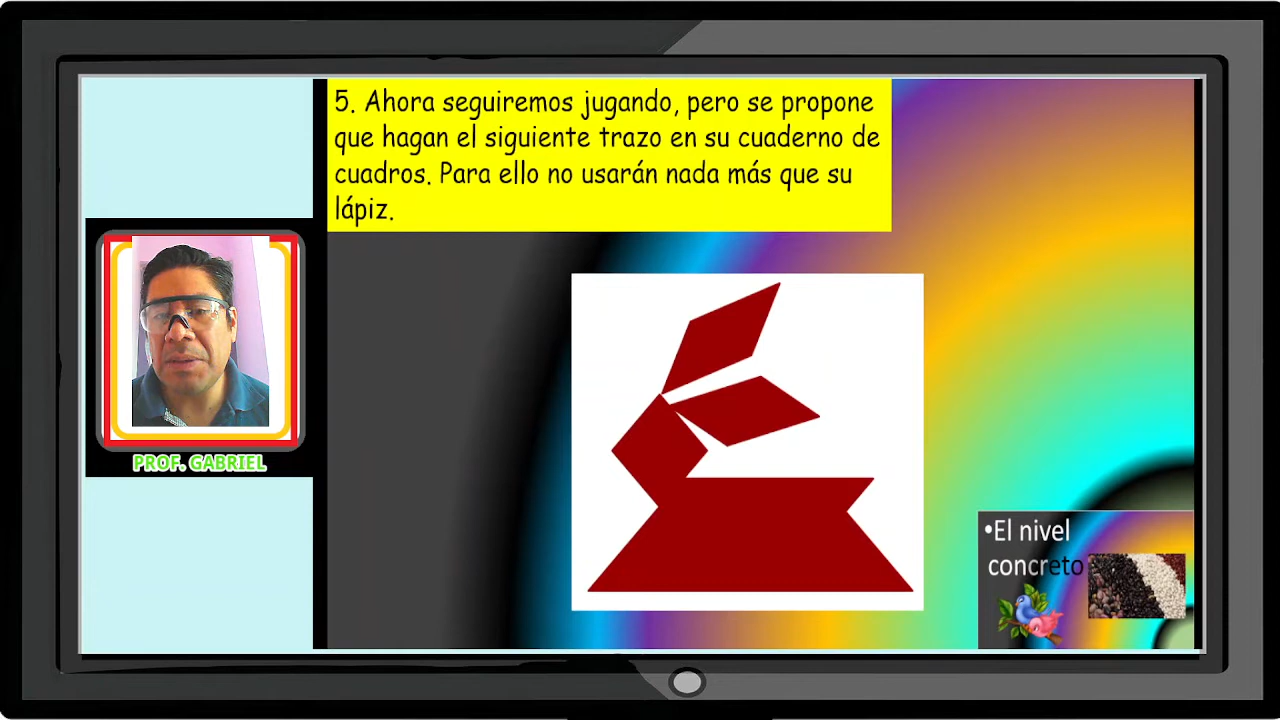 5. Ahora seguiremos jugando, pero se propone
que hagan el siguiente trazo en su cuaderno de
cuadros. Para ello no usarán nada más que su
lápiz.
PROF. GABRIEL
•El nivel
concreto